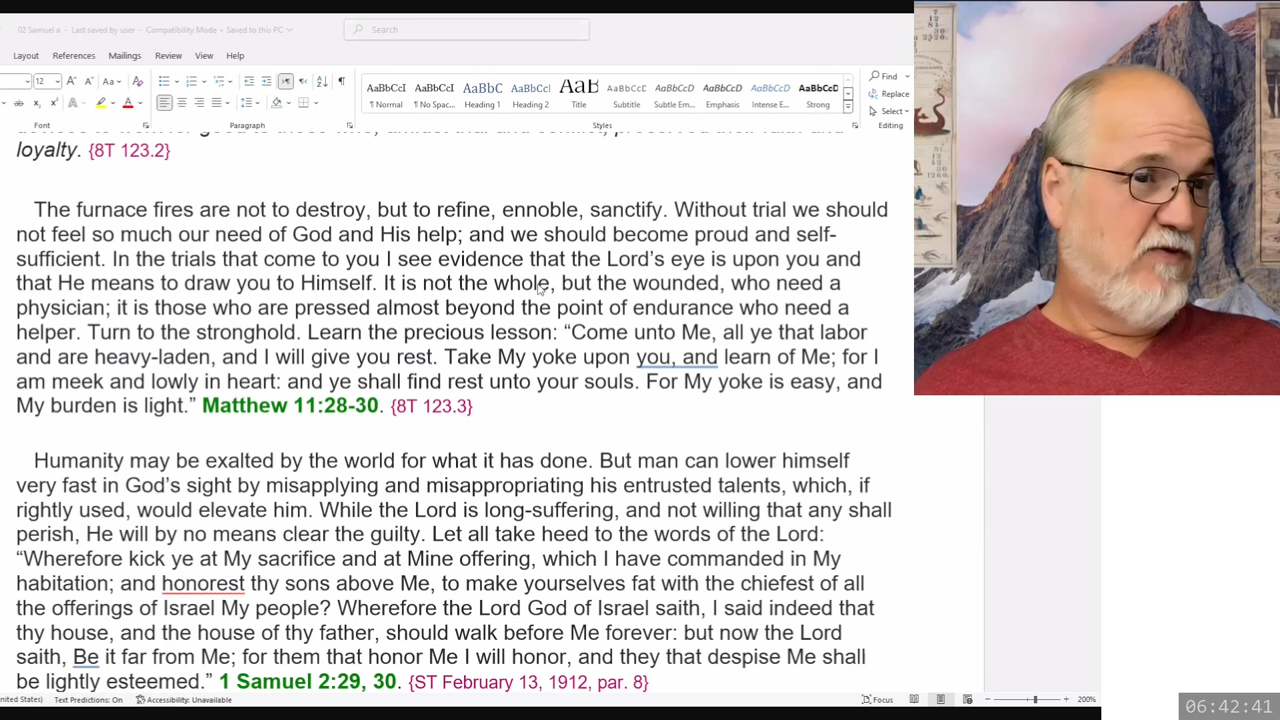 02 Samuel a - Last saved by user - Compatibility Mode • Saved to this PC
Search
Layout References Mailings Review View Help
12
Find
Replace
Select
Editing
AaBbCcI AaBbCcI AaBbC AaBbCcI AaB AaBbCcD AaBbCcD AaBbCcD AaBbCcD AaBbCcD
¶ Normal ¶ No Spac... Heading 1 ¶ Heading 2 Title Subtitle Subtle Em... Emphasis Intense E... Strong
Font Paragraph Styles
loyalty. {8T 123.2}
The furnace fires are not to destroy, but to refine, ennoble, sanctify. Without trial we should
not feel so much our need of God and His help; and we should become proud and self-
sufficient. In the trials that come to you I see evidence that the Lord's eye is upon you and
that He means to draw you to Himself. It is not the whole, but the wounded, who need a
physician; it is those who are pressed almost beyond the point of endurance who need a
helper. Turn to the stronghold. Learn the precious lesson: “Come unto Me, all ye that labor
and are heavy-laden, and I will give you rest. Take My yoke upon you, and learn of Me; for I
am meek and lowly in heart: and ye shall find rest unto your souls. For My yoke is easy, and
My burden is light.” Matthew 11:28-30. {8T 123.3}
Humanity may be exalted by the world for what it has done. But man can lower himself
very fast in God's sight by misapplying and misappropriating his entrusted talents, which, if
rightly used, would elevate him. While the Lord is long-suffering, and not willing that any shall
perish, He will by no means clear the guilty. Let all take heed to the words of the Lord:
“Wherefore kick ye at My sacrifice and at Mine offering, which I have commanded in My
habitation; and honorest thy sons above Me, to make yourselves fat with the chiefest of all
the offerings of Israel My people? Wherefore the Lord God of Israel saith, I said indeed that
thy house, and the house of thy father, should walk before Me forever: but now the Lord
saith, Be it far from Me; for them that honor Me I will honor, and they that despise Me shall
be lightly esteemed.” 1 Samuel 2:29, 30. {ST February 13, 1912, par. 8}
Text Predictions: On Accessibility: Unavailable Focus 200%
06:42:41